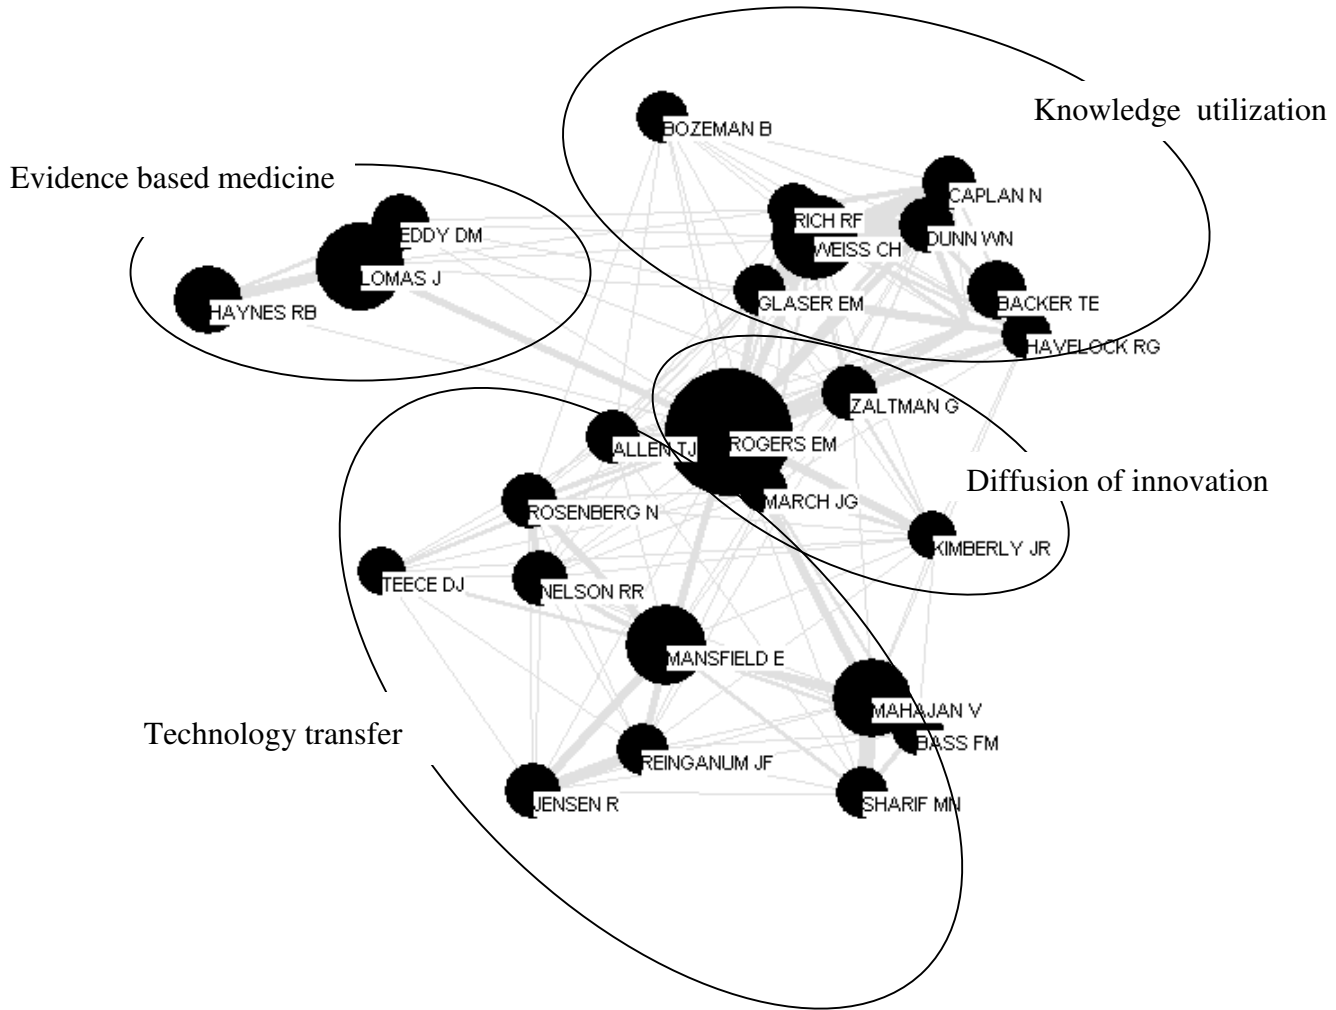 Knowledge utilization
BOZEMAN B
Evidence based medicine
CAPLAN N
RICH RF
EDDY DM
DUNN WN
WEISS CH
LOMAS J
GLASER EM
BACKER TE
HAYNES RB
HAVELOCK RG
ZALTMAN G
ROGERS EM
ALLEN TJ
Diffusion of innovation
MARCH JG
ROSENBERG N
KIMBERLY JR
TEECE DJ
NELSON RR
MANSFIELD E
MAHAJAN V
Technology transfer
BASS FM
REINGANUM JF
JENSEN R
SHARIF MN